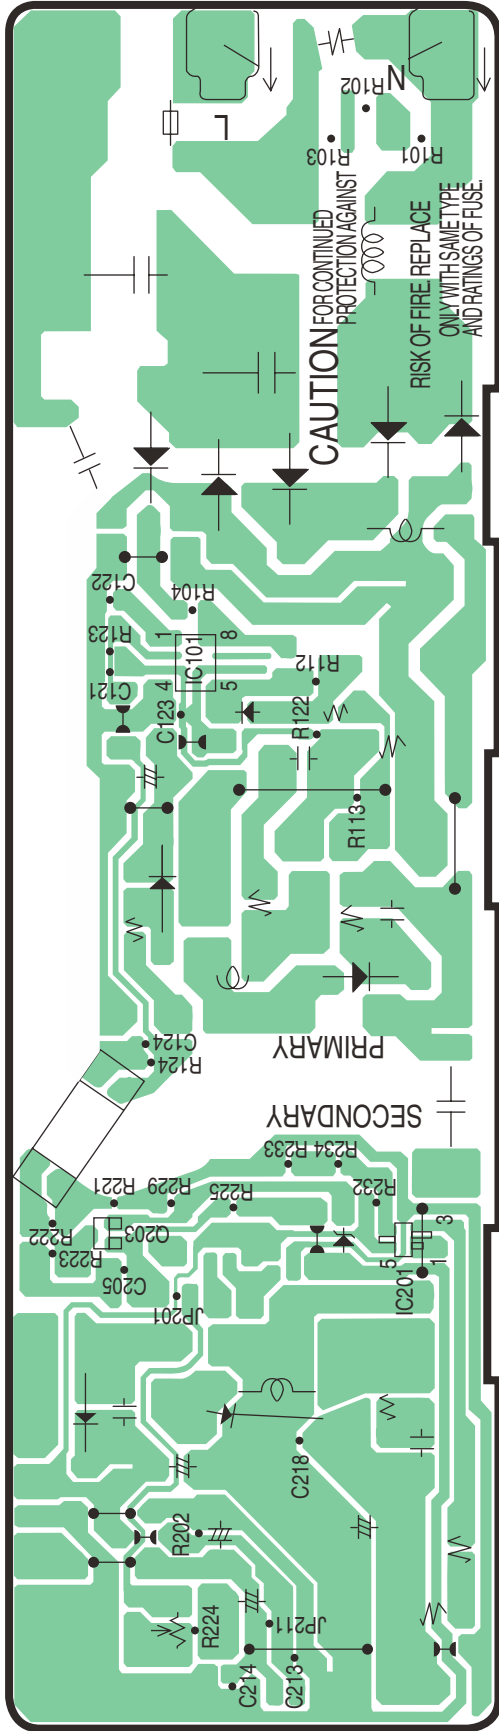 L
N
R102
R103
R101
CAUTION
FOR CONTINUED
PROTECTION AGAINST
RISK OF FIRE. REPLACE
ONLY WITH SAME TYPE
AND RATINGS OF FUSE.
C122
R104
R123
1
8
IC101
C121
4
5
R112
C123
R122
R113
C124
R124
PRIMARY
SECONDARY
R233
R234
R221
R229
R225
R232
R222
Q203
R223
3
5
1
IC201
C205
JP201
C218
R202
R224
JP211
C214
C213